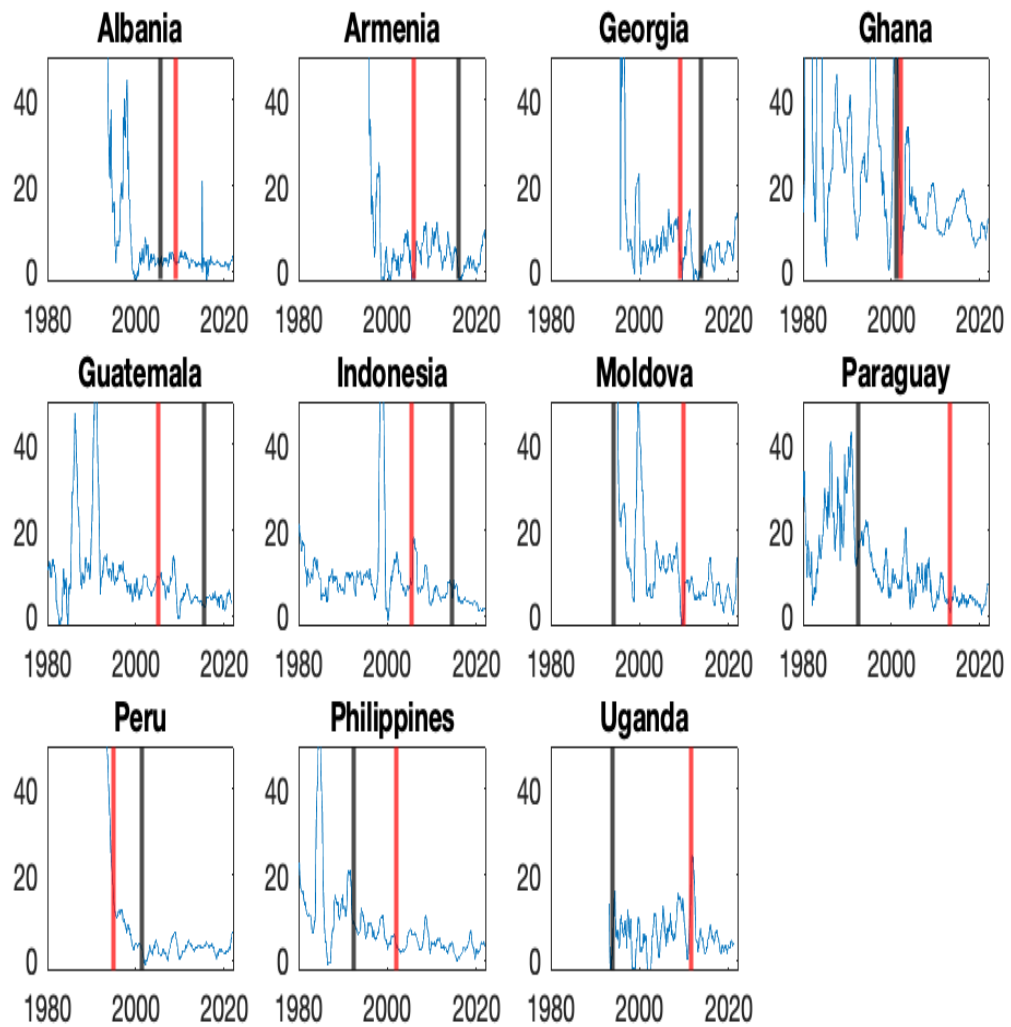 Albania Armenia Georgia Ghana
40 40 40 40
20 20 20 20
0 0 0 0
1980 2000 2020 1980 2000 2020 1980 2000 2020 1980 2000 2020
Guatemala Indonesia Moldova Paraguay
40 40 40 40
20 20 20 20
0 0 0 0
1980 2000 2020 1980 2000 2020 1980 2000 2020 1980 2000 2020
Peru Philippines Uganda
40 40 40
20 20 20
0 0 0
1980 2000 2020 1980 2000 2020 1980 2000 2020